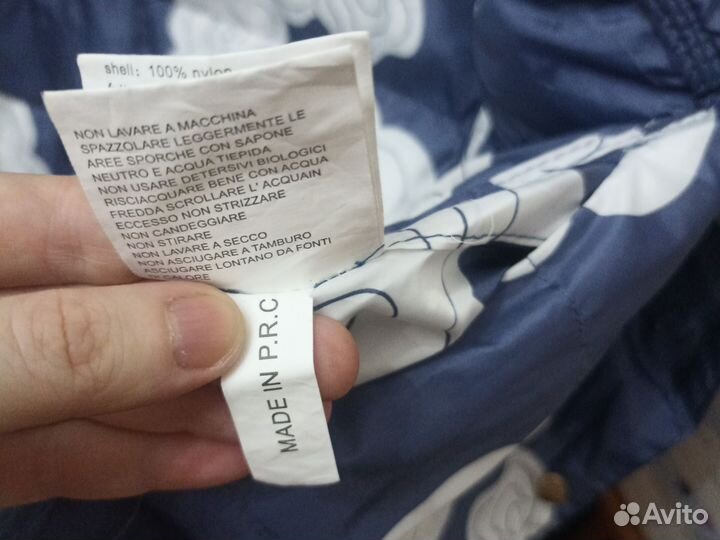 shell: 100% nylon
NON LAVARE A MACCHINA
SPAZZOLARE LEGGERMENTE LE
AREE SPORCHE CON SAPONE
NEUTRO E ACQUA TIEPIDA
NON USARE DETERSIVI BIOLOGICI
RISCIACQUARE BENE CON ACQUA
FREDDA SCROLLARE L' ACQUAIN
ECCESSO NON STRIZZARE
NON CANDEGGIARE
NON STIRARE
NON LAVARE A SECCO
NON ASCIUGARE A TAMBURO
ASCIUGARE LONTANO DA FONTI
MADE IN P.R.C
Avito